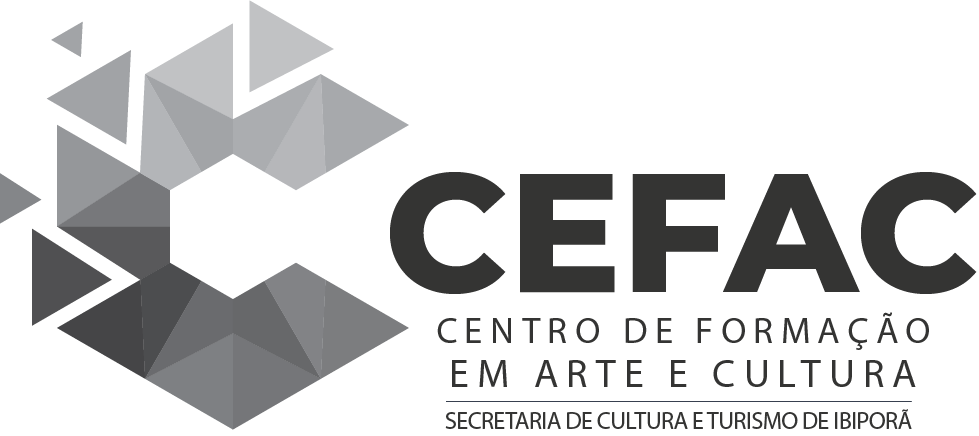 CEFAC
CENTRO DE FORMAÇÃO
EM ARTE E CULTURA
SECRETARIA DE CULTURA E TURISMO DE IBIPORÃ